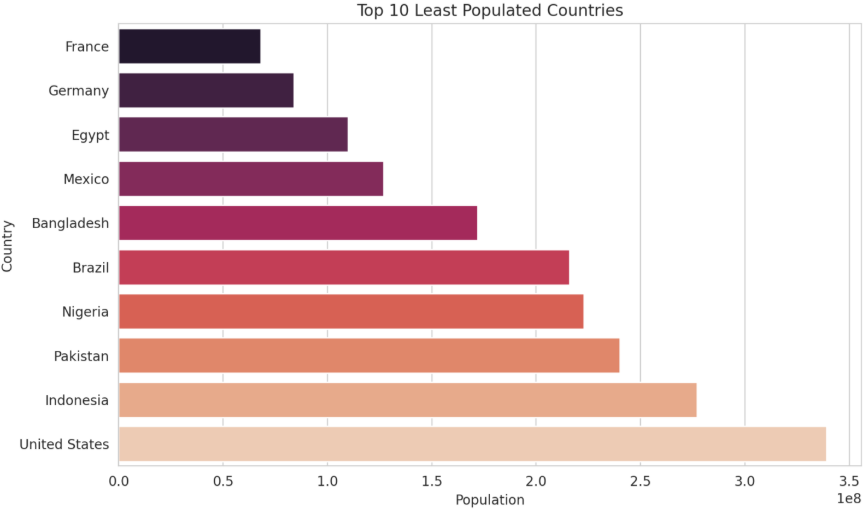 Top 10 Least Populated Countries
France
Germany
Egypt
Mexico
Bangladesh
Brazil
Nigeria
Pakistan
Indonesia
United States
Country
0.0 0.5 1.0 1.5 2.0 2.5 3.0 3.5
1e8
Population